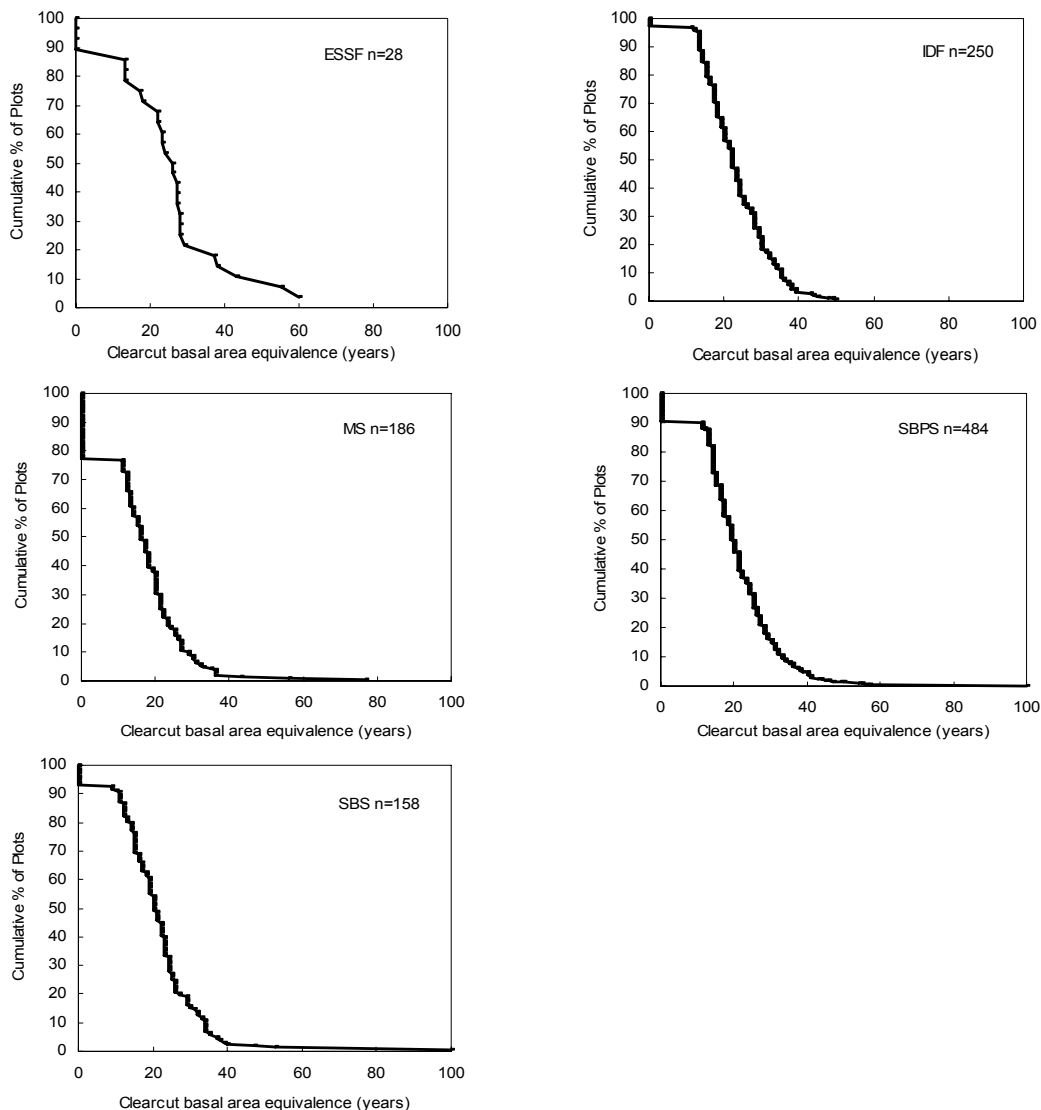 ESSF n=28
Cumulative % of Plots
100
90
80
70
60
50
40
30
20
10
0
0 20 40 60 80 100
Clearcut basal area equivalence (years)
IDF n=250
Cumulative % of Plots
100
90
80
70
60
50
40
30
20
10
0
0 20 40 60 80 100
Cearcut basal area equivalence (years)
MS n=186
Cumulative % of Plots
100
90
80
70
60
50
40
30
20
10
0
0 20 40 60 80 100
Clearcut basal area equivalence (years)
SBPS n=484
Cumulative % of Plots
100
90
80
70
60
50
40
30
20
10
0
0 20 40 60 80 100
Clearcut basal area equivalence (years)
SBS n=158
Cumulative % of Plots
100
90
80
70
60
50
40
30
20
10
0
0 20 40 60 80 100
Clearcut basal area equivalence (years)